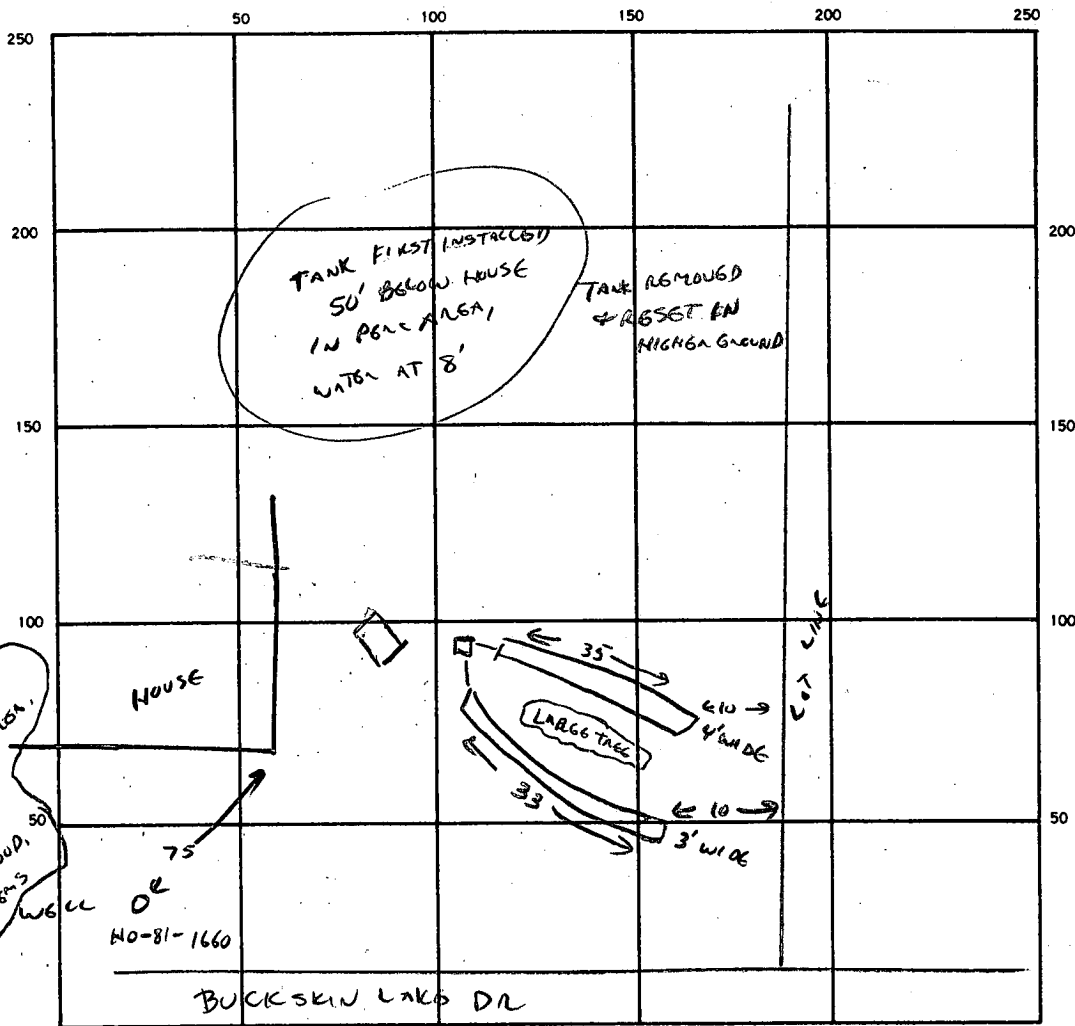 50 100 150 200 250
250
200 200
150 150
100 100
50 50
TANK FIRST INSTALLED
50' BELOW HOUSE
IN PERC AREA,
WATER AT 8'
TANK REMOVED
& RESET IN
HIGHER GROUND
HOUSE
35
LARGE TREE
10
4' WIDE
LOT LINE
33
10
3' WIDE
75
WELL
HO-81-1660
BUCKSKIN LAKE DR